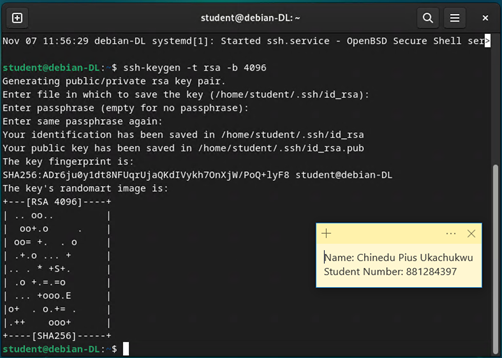 student@debian-DL: ~
Nov 07 11:56:29 debian-DL systemd[1]: Started ssh.service - OpenBSD Secure Shell ser>
student@debian-DL:~$ ssh-keygen -t rsa -b 4096
Generating public/private rsa key pair.
Enter file in which to save the key (/home/student/.ssh/id_rsa):
Enter passphrase (empty for no passphrase):
Enter same passphrase again:
Your identification has been saved in /home/student/.ssh/id_rsa
Your public key has been saved in /home/student/.ssh/id_rsa.pub
The key fingerprint is:
SHA256:ADr6ju0y1dt8NFUqrUjaQKdIVykh7OnXjW/PoQ+lyF8 student@debian-DL
The key's randomart image is:
+---[RSA 4096]----+
| .. oo..         |
|  oo+.o     .    |
| oo= +.  . o     |
| .+.o ... +      |
|.. . * +S+.      |
| .o +.=.=o       |
| ... +ooo.E      |
|o+  . o.+= .     |
|.++    ooo+      |
+----[SHA256]-----+
student@debian-DL:~$
Name: Chinedu Pius Ukachukwu
Student Number: 881284397